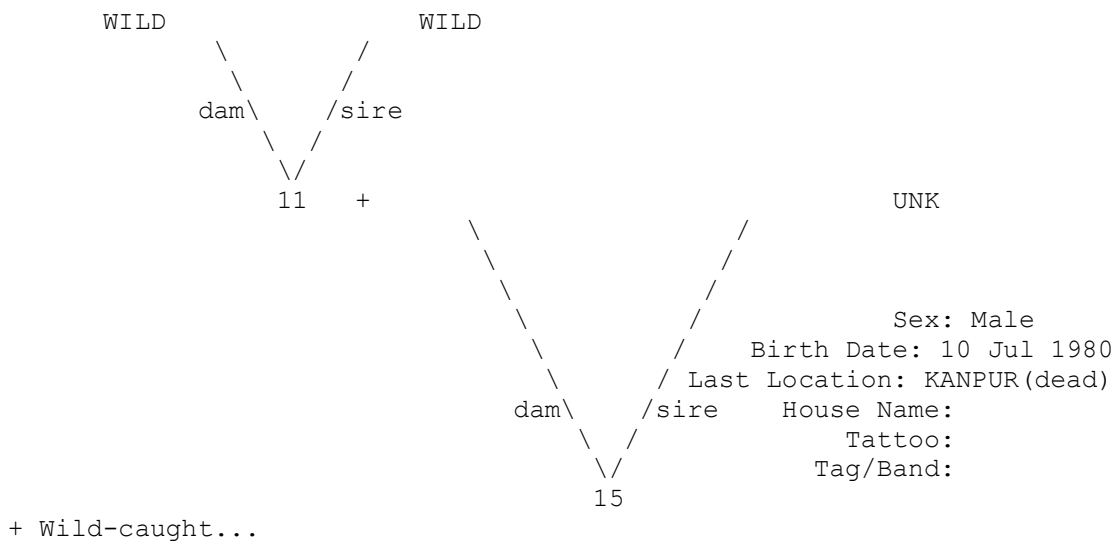 WILD WILD
\ /
\ /
\ /
dam\ /sire
\ /
\/
11 + UNK
\ /
\ /
\ /
\ /
\ / Sex: Male
\ / Birth Date: 10 Jul 1980
\ / Last Location: KANPUR(dead)
dam\ /sire House Name:
\ / Tattoo:
\/ Tag/Band:
15
+ Wild-caught...